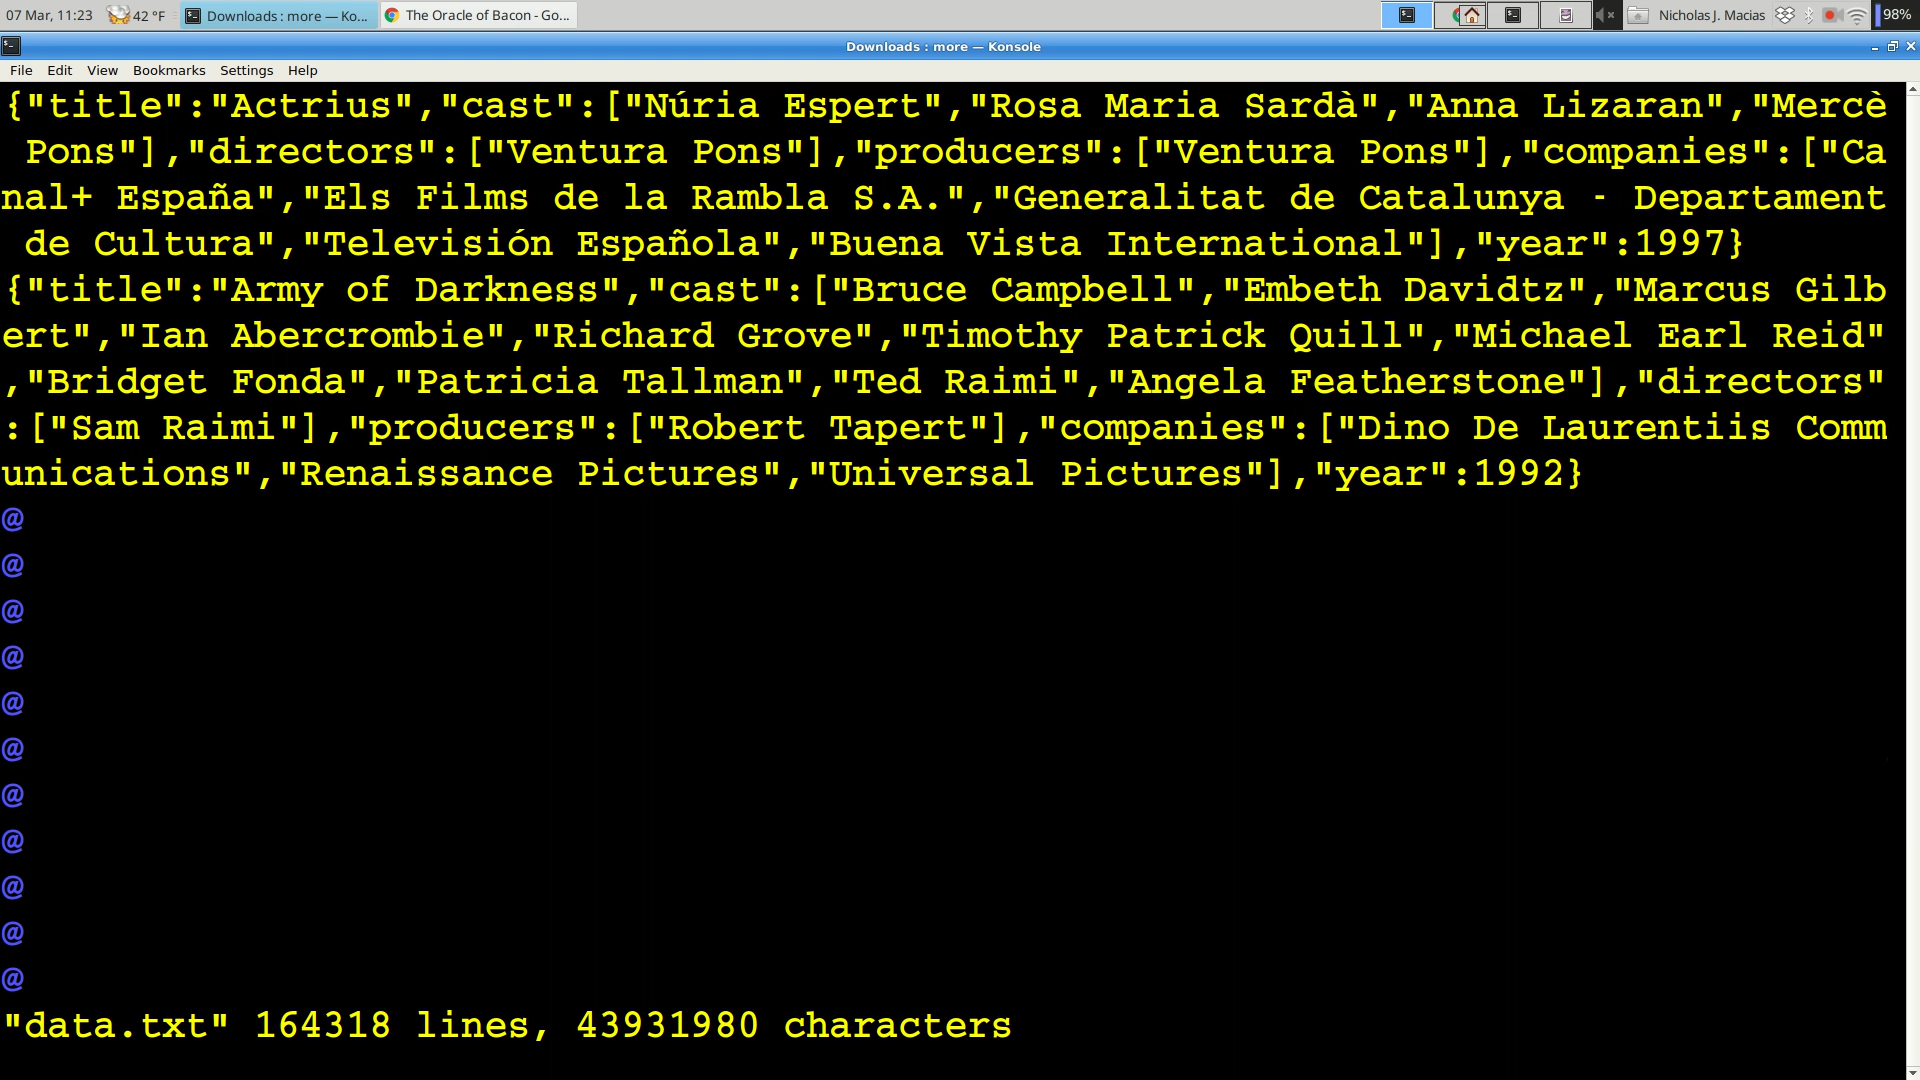 07 Mar, 11:23 42 °F Downloads : more — Ko... The Oracle of Bacon - Go... Nicholas J. Macias 98%
Downloads : more — Konsole
File Edit View Bookmarks Settings Help
{"title":"Actrius","cast":["Núria Espert","Rosa Maria Sardà","Anna Lizaran","Mercè
 Pons"],"directors":["Ventura Pons"],"producers":["Ventura Pons"],"companies":["Ca
nal+ España","Els Films de la Rambla S.A.","Generalitat de Catalunya - Departament
 de Cultura","Televisión Española","Buena Vista International"],"year":1997}
{"title":"Army of Darkness","cast":["Bruce Campbell","Embeth Davidtz","Marcus Gilb
ert","Ian Abercrombie","Richard Grove","Timothy Patrick Quill","Michael Earl Reid"
,"Bridget Fonda","Patricia Tallman","Ted Raimi","Angela Featherstone"],"directors"
:["Sam Raimi"],"producers":["Robert Tapert"],"companies":["Dino De Laurentiis Comm
unications","Renaissance Pictures","Universal Pictures"],"year":1992}
@
@
@
@
@
@
@
@
@
@
@
"data.txt" 164318 lines, 43931980 characters